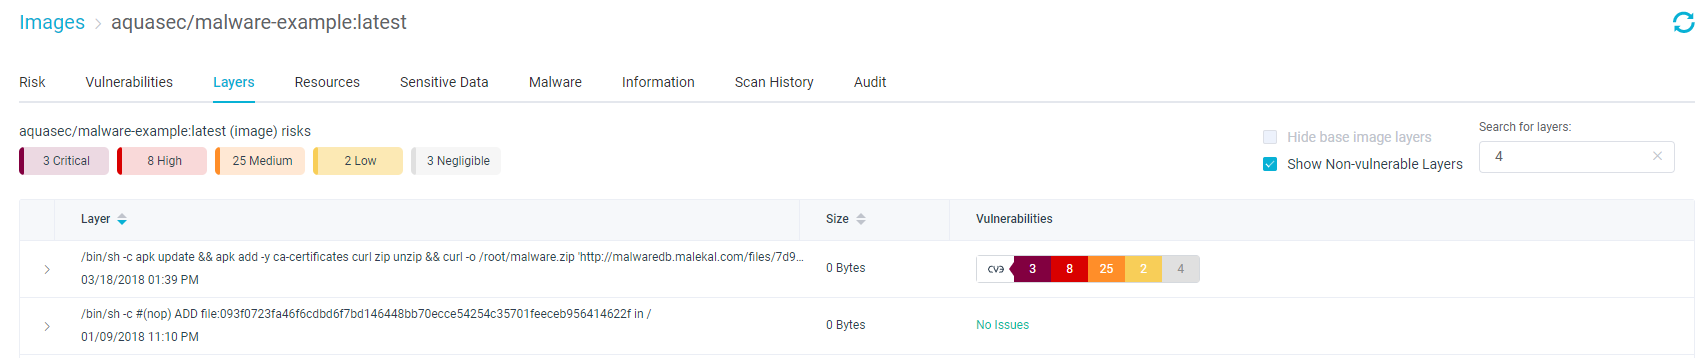 Images > aquasec/malware-example:latest
Risk Vulnerabilities Layers Resources Sensitive Data Malware Information Scan History Audit
aquasec/malware-example:latest (image) risks
3 Critical 8 High 25 Medium 2 Low 3 Negligible
Hide base image layers
Show Non-vulnerable Layers
Search for layers:
4
Layer Size Vulnerabilities
/bin/sh -c apk update && apk add -y ca-certificates curl zip unzip && curl -o /root/malware.zip 'http://malwaredb.malekal.com/files/7d9...
03/18/2018 01:39 PM
0 Bytes
CVE 3 8 25 2 4
/bin/sh -c #(nop) ADD file:093f0723fa46f6cdbd6f7bd146448bb70ecce54254c35701feeceb956414622f in /
01/09/2018 11:10 PM
0 Bytes
No Issues